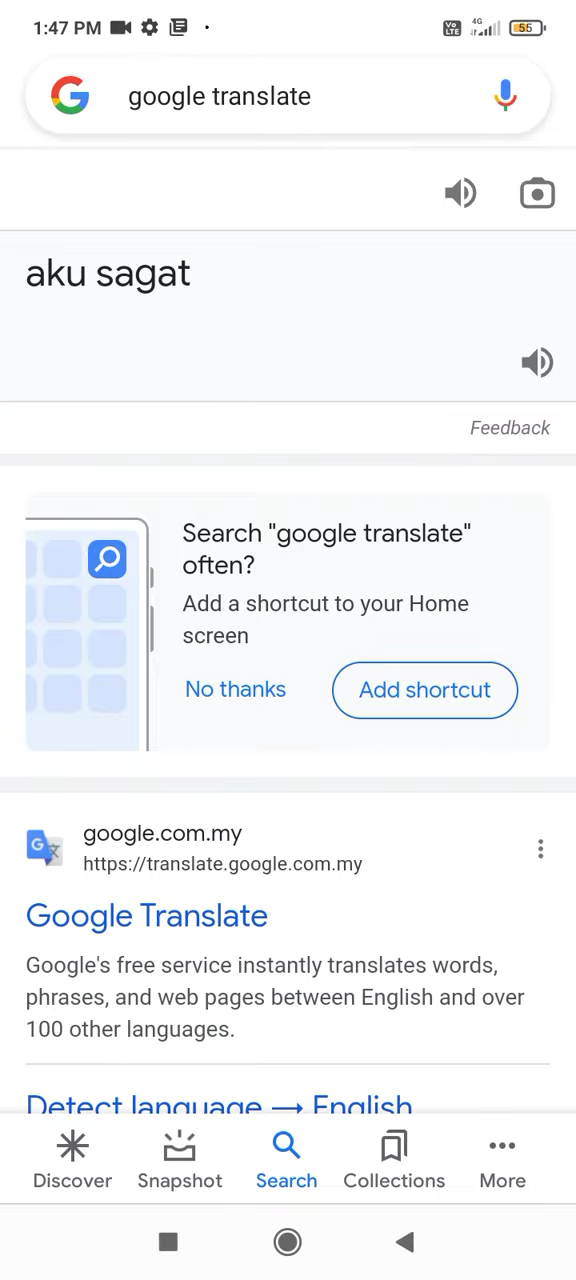 1:47 PM
Vo LTE 4G 55
google translate
aku sagat
Feedback
Search "google translate"
often?
Add a shortcut to your Home
screen
No thanks
Add shortcut
google.com.my
https://translate.google.com.my
Google Translate
Google's free service instantly translates words,
phrases, and web pages between English and over
100 other languages.
Detect language → English
Discover
Snapshot
Search
Collections
More